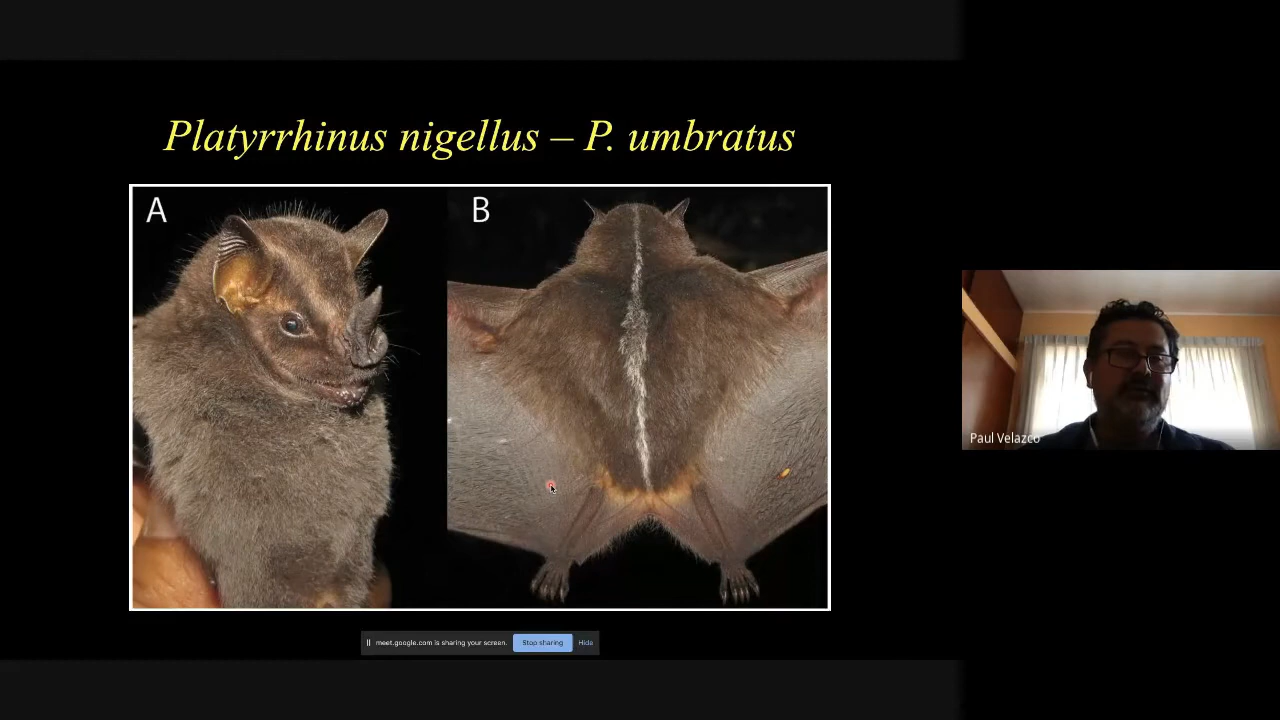 Platyrrhinus nigellus – P. umbratus
A
B
Paul Velazco
meet.google.com is sharing your screen.
Stop sharing
Hide